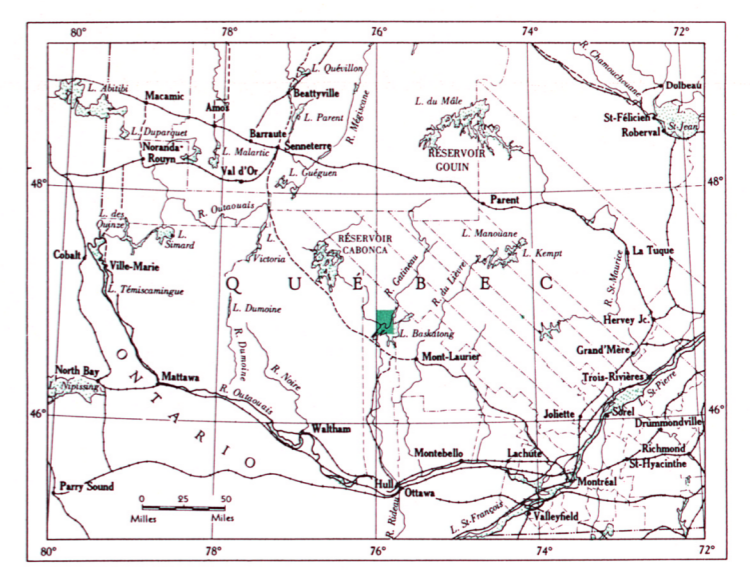 80°
78°
76°
74°
72°
L. Quévillon
R. Chamouchouane
L. Abitibi
Macamic
Beattyville
Dolbeau
Amos
L. Parent
R. Mégiscane
L. du Mâle
St-Félicien
L. Duparquet
Barraute
Roberval
St-Jean
Noranda-
Rouyn
L. Malartic
Senneterre
RÉSERVOIR
GOUIN
Val d'Or
L. Guéguen
48°
48°
Parent
L. des
Quinze
R. Outaouais
L.
Simard
RÉSERVOIR
CABONCA
L. Manouane
Cobalt
L.
Victoria
L. Kempt
La Tuque
Ville-Marie
R. Gatineau
R. du Lièvre
R. St-Maurice
QUÉBEC
L. Témiscamingue
L. Dumoine
Hervey Jc.
L. Baskatong
R. Dumoine
Mont-Laurier
Grand'Mère
North Bay
Mattawa
R. Noire
Trois-Rivières
L. Nipissing
R. Outaouais
St-Pierre
46°
46°
ONTARIO
Joliette
Sorel
Waltham
Drummondville
Montebello
Lachute
Richmond
St-Hyacinthe
Parry Sound
0 25 50
Miles Miles
Hull
Ottawa
Montréal
R. Rideau
L. St-François
Valleyfield
80°
78°
76°
74°
72°